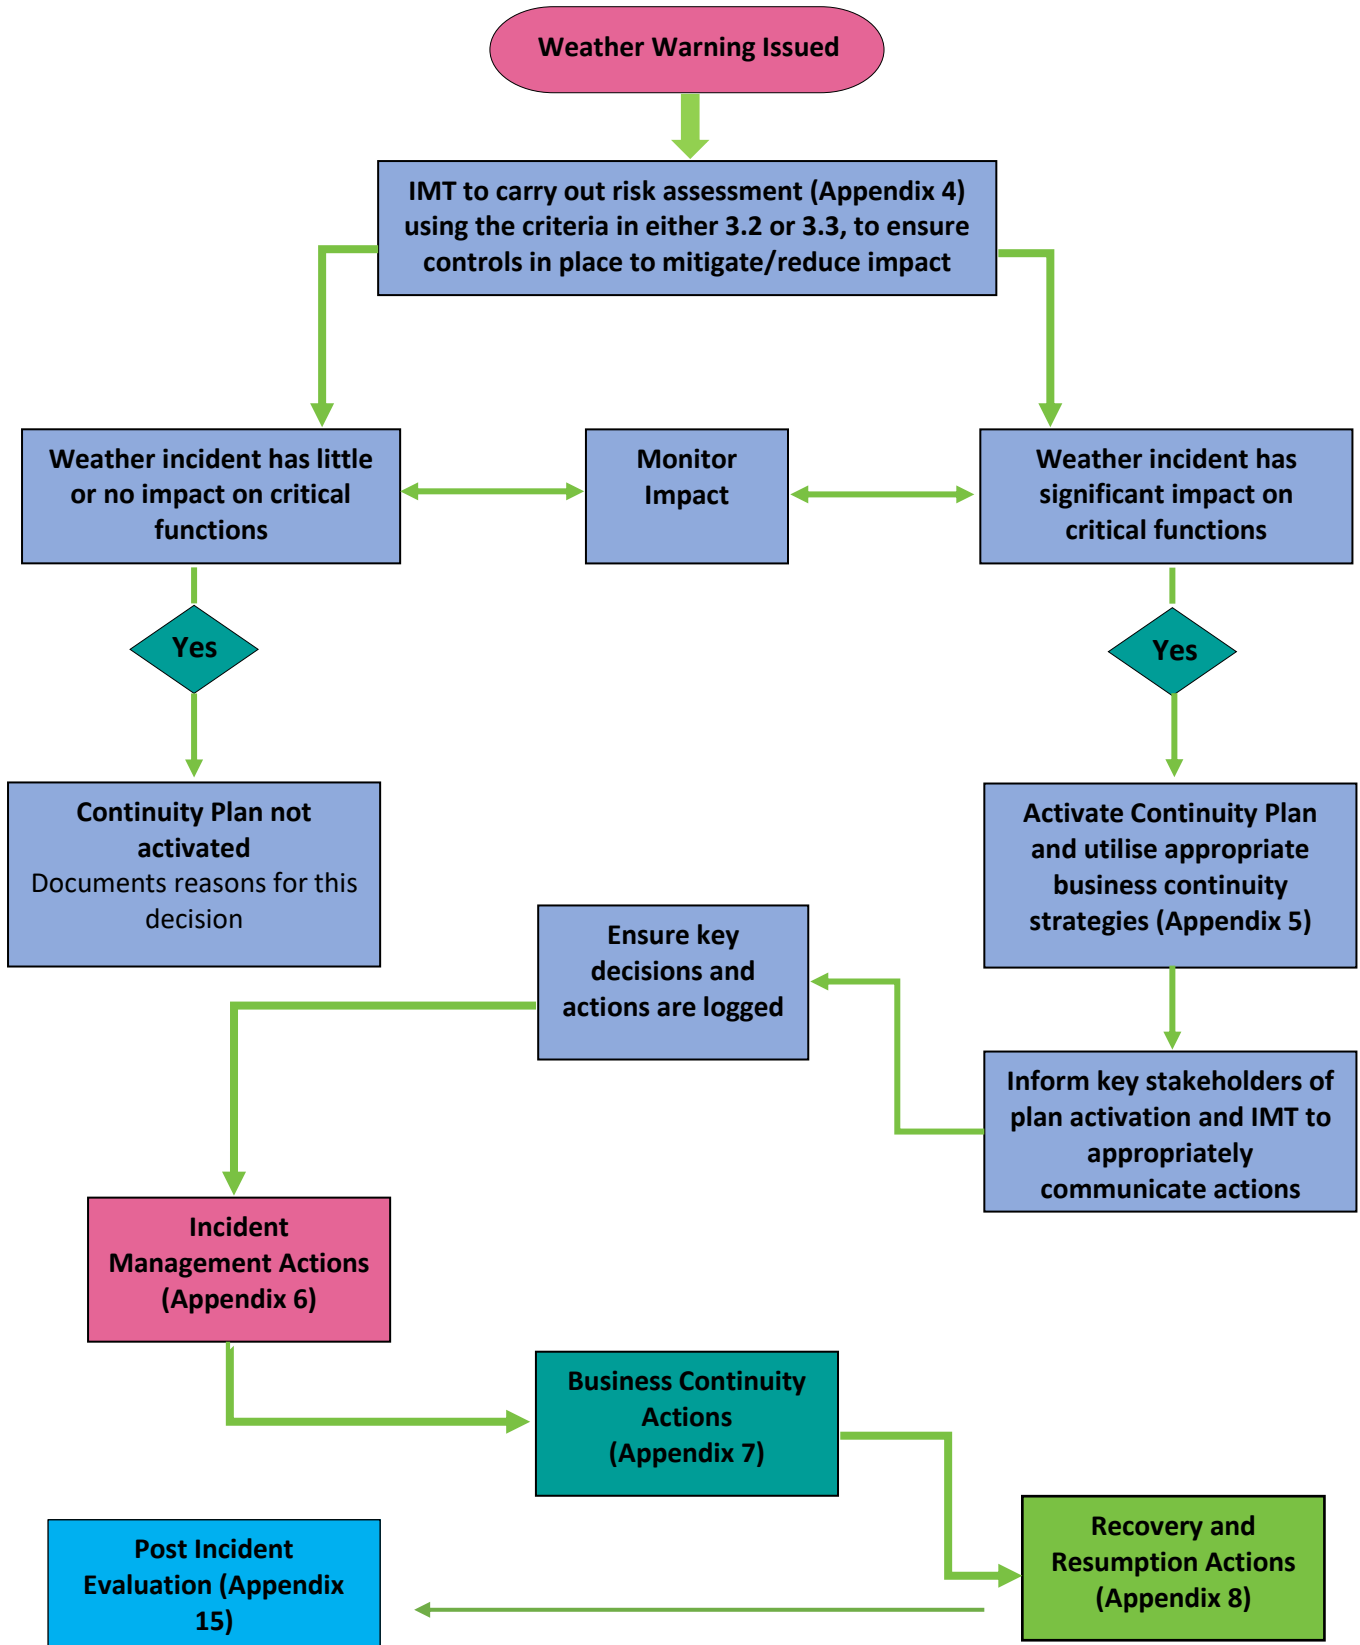 Weather Warning Issued
IMT to carry out risk assessment (Appendix 4)
using the criteria in either 3.2 or 3.3, to ensure
controls in place to mitigate/reduce impact
Weather incident has little
or no impact on critical
functions
Monitor
Impact
Weather incident has
significant impact on
critical functions
Yes
Yes
Continuity Plan not
activated
Documents reasons for this
decision
Activate Continuity Plan
and utilise appropriate
business continuity
strategies (Appendix 5)
Ensure key
decisions and
actions are logged
Inform key stakeholders of
plan activation and IMT to
appropriately
communicate actions
Incident
Management Actions
(Appendix 6)
Business Continuity
Actions
(Appendix 7)
Recovery and
Resumption Actions
(Appendix 8)
Post Incident
Evaluation (Appendix
15)